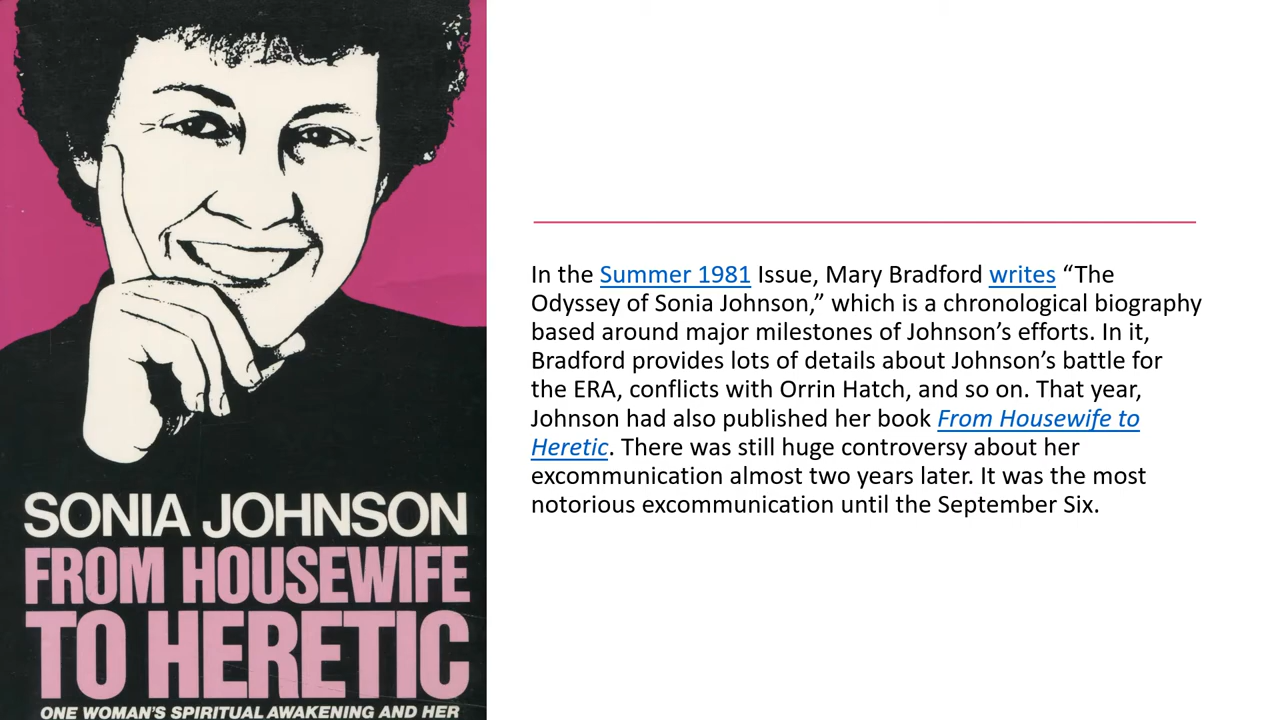 SONIA JOHNSON
FROM HOUSEWIFE
TO HERETIC
ONE WOMAN'S SPIRITUAL AWAKENING AND HER
In the Summer 1981 Issue, Mary Bradford writes “The
Odyssey of Sonia Johnson,” which is a chronological biography
based around major milestones of Johnson’s efforts. In it,
Bradford provides lots of details about Johnson’s battle for
the ERA, conflicts with Orrin Hatch, and so on. That year,
Johnson had also published her book From Housewife to
Heretic. There was still huge controversy about her
excommunication almost two years later. It was the most
notorious excommunication until the September Six.